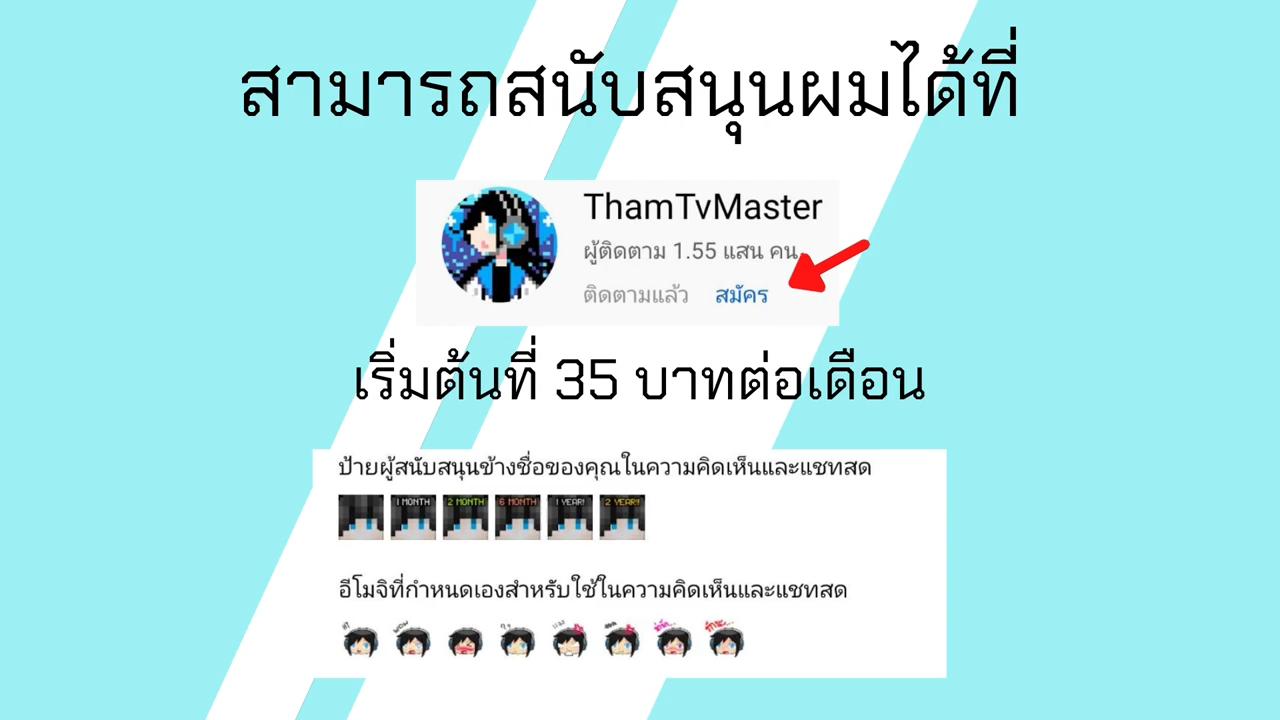 สามารถสนับสนุนผมได้ที่
ThamTvMaster
ผู้ติดตาม 1.55 แสน คน
ติดตามแล้ว สมัคร
เริ่มต้นที่ 35 บาทต่อเดือน
ป้ายผู้สนับสนุนข้างชื่อของคุณในความคิดเห็นและแชทสด
1 MONTH 2 MONTH 6 MONTH 1 YEAR! 2 YEAR!!
อีโมจิที่กำหนดเองสำหรับใช้ในความคิดเห็นและแชทสด